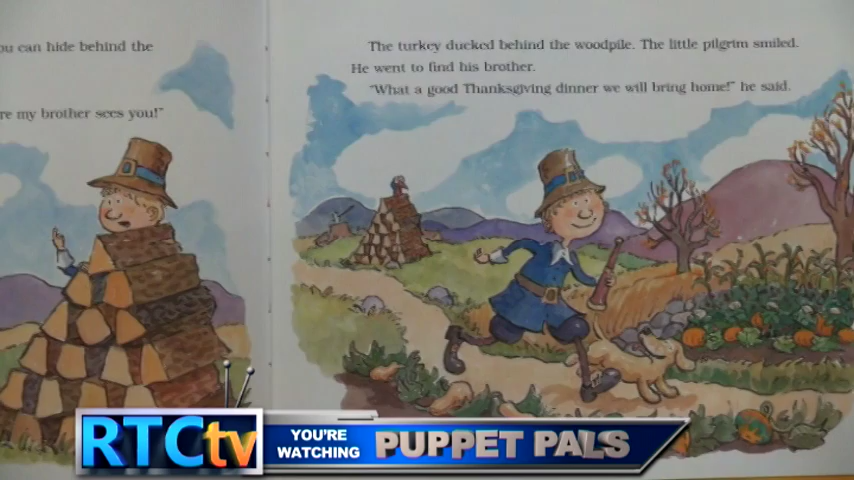 ou can hide behind the
re my brother sees you!"
The turkey ducked behind the woodpile. The little pilgrim smiled.
He went to find his brother.
"What a good Thanksgiving dinner we will bring home!" he said.
RTCtv
YOU'RE
WATCHING
PUPPET PALS